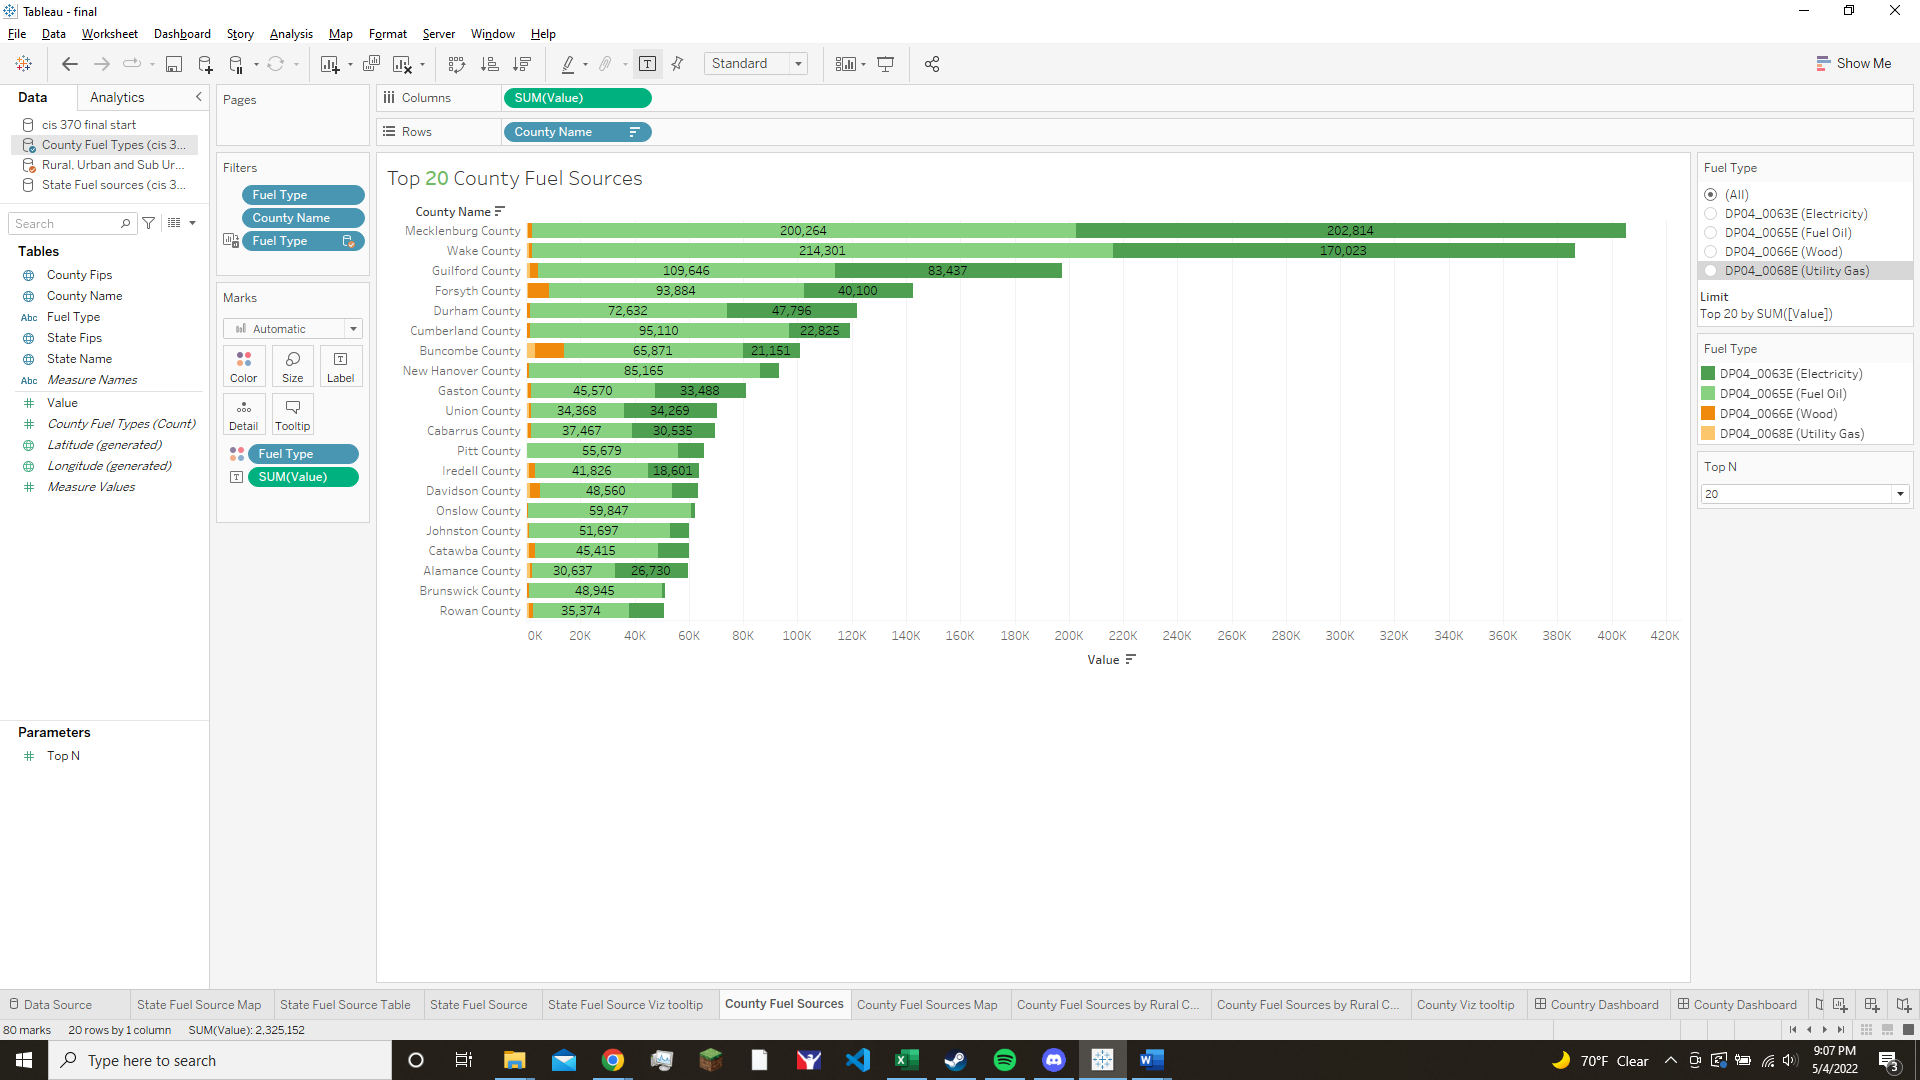 Tableau - final
File Data Worksheet Dashboard Story Analysis Map Format Server Window Help
Standard
Show Me
Data Analytics
cis 370 final start
County Fuel Types (cis 3...
Rural, Urban and Sub Ur...
State Fuel sources (cis 3...
Search
Tables
County Fips
County Name
Abc Fuel Type
State Fips
State Name
Abc Measure Names
Value
County Fuel Types (Count)
Latitude (generated)
Longitude (generated)
Measure Values
Parameters
Top N
Pages
Filters
Fuel Type
County Name
Fuel Type
Marks
Automatic
Color Size Label
Detail Tooltip
Fuel Type
SUM(Value)
Columns SUM(Value)
Rows County Name
Top 20 County Fuel Sources
County Name
Mecklenburg County 200,264 202,814
Wake County 214,301 170,023
Guilford County 109,646 83,437
Forsyth County 93,884 40,100
Durham County 72,632 47,796
Cumberland County 95,110 22,825
Buncombe County 65,871 21,151
New Hanover County 85,165
Gaston County 45,570 33,488
Union County 34,368 34,269
Cabarrus County 37,467 30,535
Pitt County 55,679
Iredell County 41,826 18,601
Davidson County 48,560
Onslow County 59,847
Johnston County 51,697
Catawba County 45,415
Alamance County 30,637 26,730
Brunswick County 48,945
Rowan County 35,374
0K 20K 40K 60K 80K 100K 120K 140K 160K 180K 200K 220K 240K 260K 280K 300K 320K 340K 360K 380K 400K 420K
Value
Fuel Type
(All)
DP04_0063E (Electricity)
DP04_0065E (Fuel Oil)
DP04_0066E (Wood)
DP04_0068E (Utility Gas)
Limit
Top 20 by SUM([Value])
Fuel Type
DP04_0063E (Electricity)
DP04_0065E (Fuel Oil)
DP04_0066E (Wood)
DP04_0068E (Utility Gas)
Top N
20
Data Source State Fuel Source Map State Fuel Source Table State Fuel Source State Fuel Source Viz tooltip County Fuel Sources County Fuel Sources Map County Fuel Sources by Rural C... County Fuel Sources by Rural C... County Viz tooltip Country Dashboard County Dashboard
80 marks 20 rows by 1 column SUM(Value): 2,325,152
Type here to search
70°F Clear
9:07 PM
5/4/2022
3